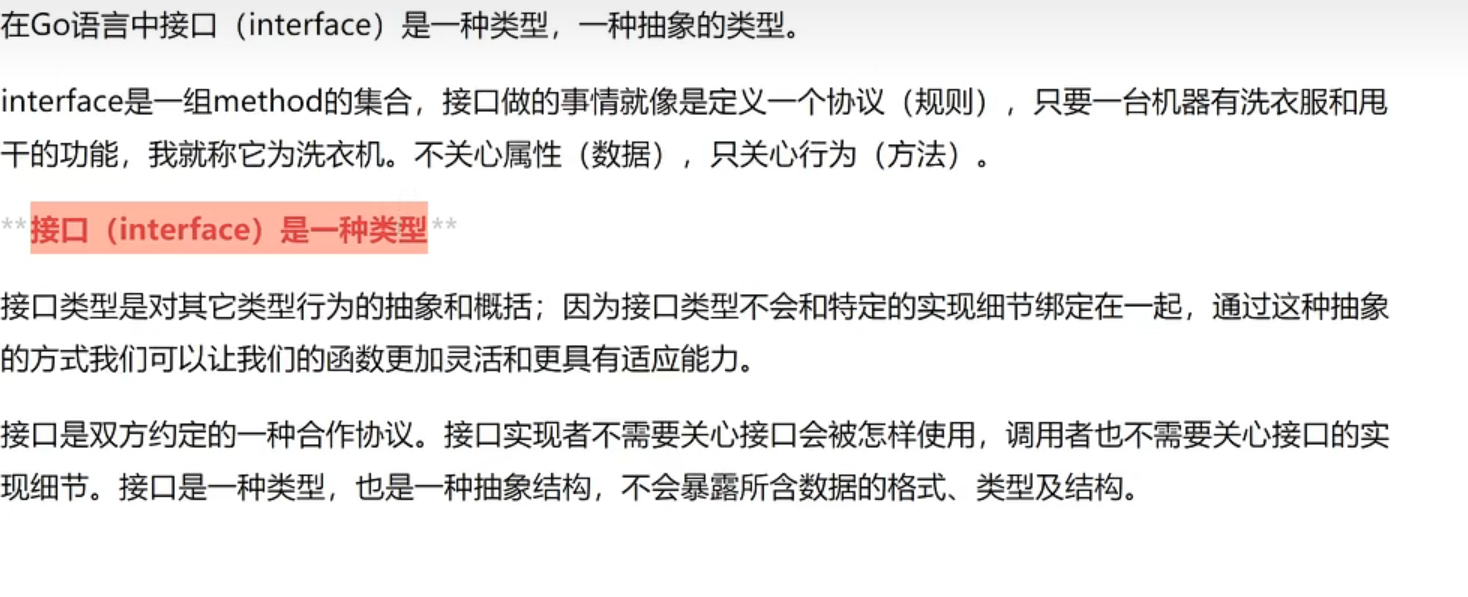 在Go语言中接口（interface）是一种类型，一种抽象的类型。
interface是一组method的集合，接口做的事情就像是定义一个协议（规则），只要一台机器有洗衣服和甩
干的功能，我就称它为洗衣机。不关心属性（数据），只关心行为（方法）。
**接口（interface）是一种类型**
接口类型是对其它类型行为的抽象和概括；因为接口类型不会和特定的实现细节绑定在一起，通过这种抽象
的方式我们可以让我们的函数更加灵活和更具有适应能力。
接口是双方约定的一种合作协议。接口实现者不需要关心接口会被怎样使用，调用者也不需要关心接口的实
现细节。接口是一种类型，也是一种抽象结构，不会暴露所含数据的格式、类型及结构。